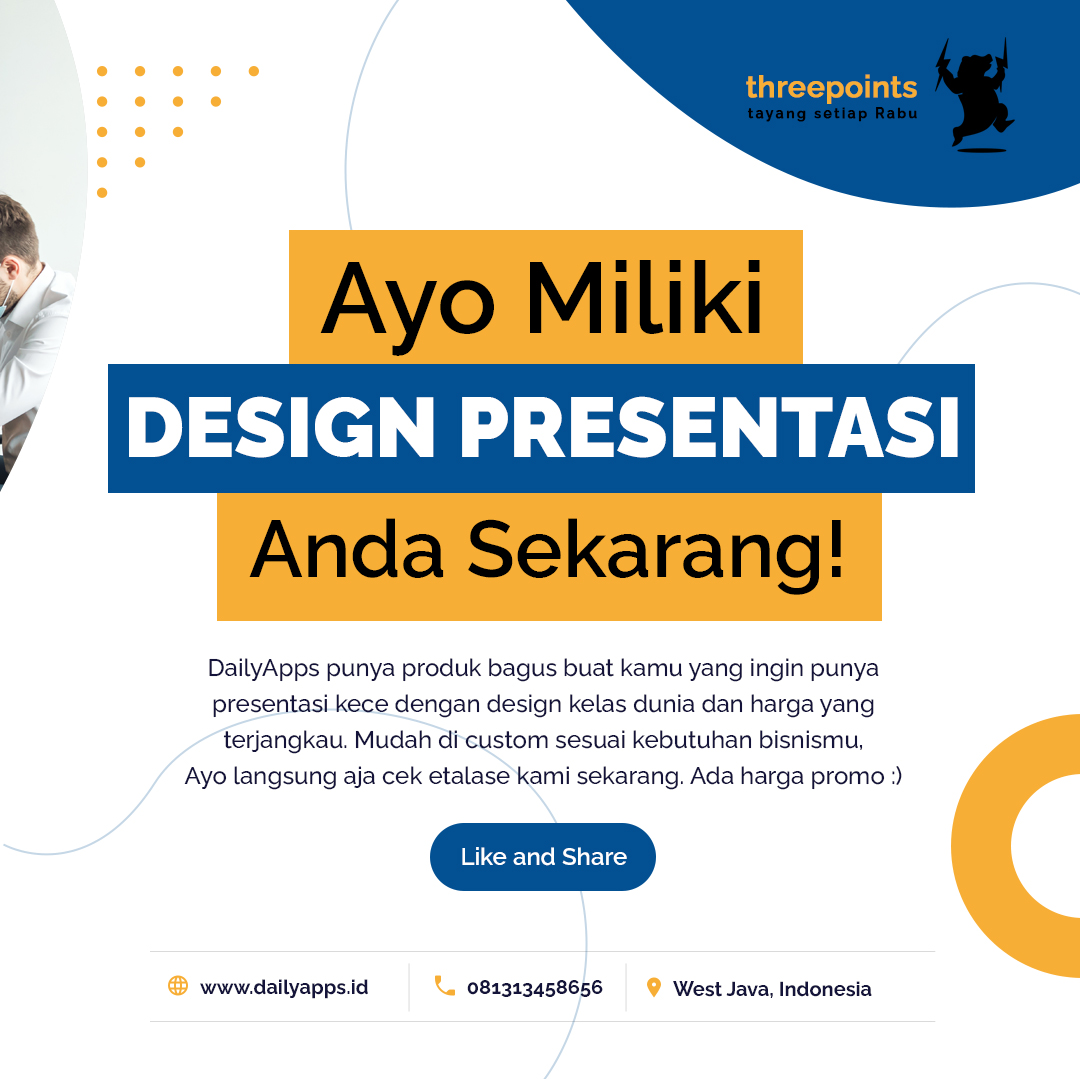 threepoints
tayang setiap Rabu
Ayo Miliki
DESIGN PRESENTASI
Anda Sekarang!
DailyApps punya produk bagus buat kamu yang ingin punya
presentasi kece dengan design kelas dunia dan harga yang
terjangkau. Mudah di custom sesuai kebutuhan bisnismu,
Ayo langsung aja cek etalase kami sekarang. Ada harga promo :)
Like and Share
www.dailyapps.id
081313458656
West Java, Indonesia